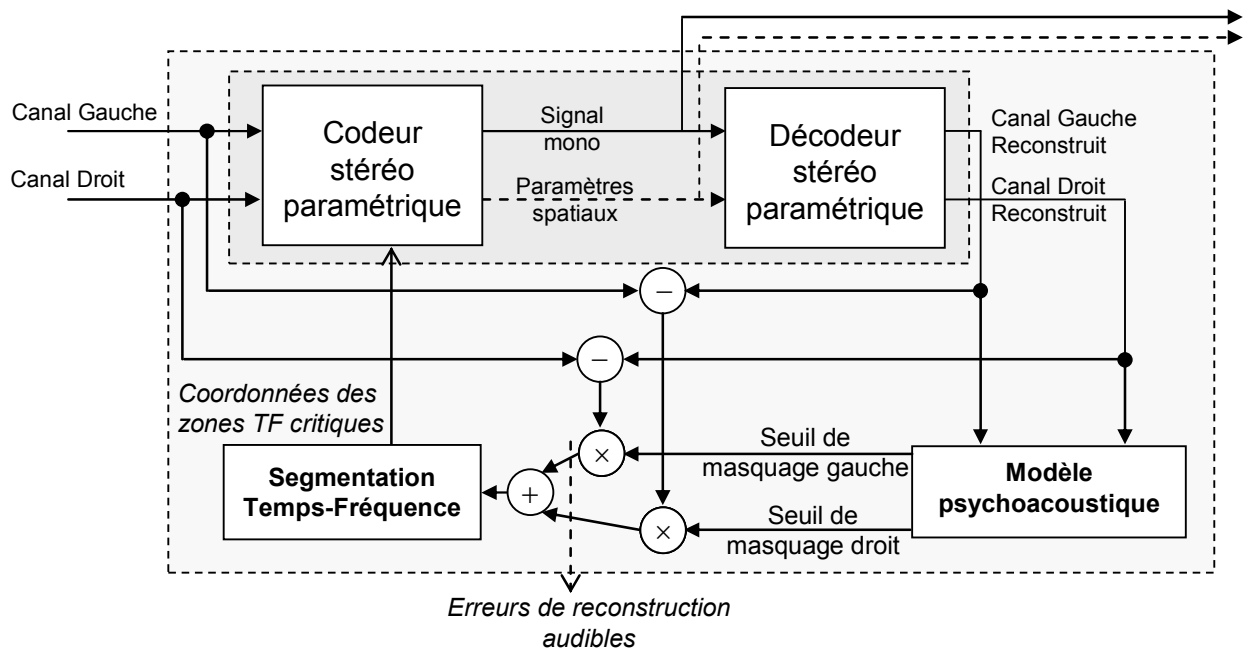 Canal Gauche
Canal Droit
Codeur
stéréo
paramétrique
Signal
mono
Paramètres
spatiaux
Décodeur
stéréo
paramétrique
Canal Gauche
Reconstruit
Canal Droit
Reconstruit
−
−
Coordonnées des
zones TF critiques
Segmentation
Temps-Fréquence
+
×
×
Seuil de
masquage gauche
Seuil de
masquage droit
Modèle
psychoacoustique
Erreurs de reconstruction
audibles